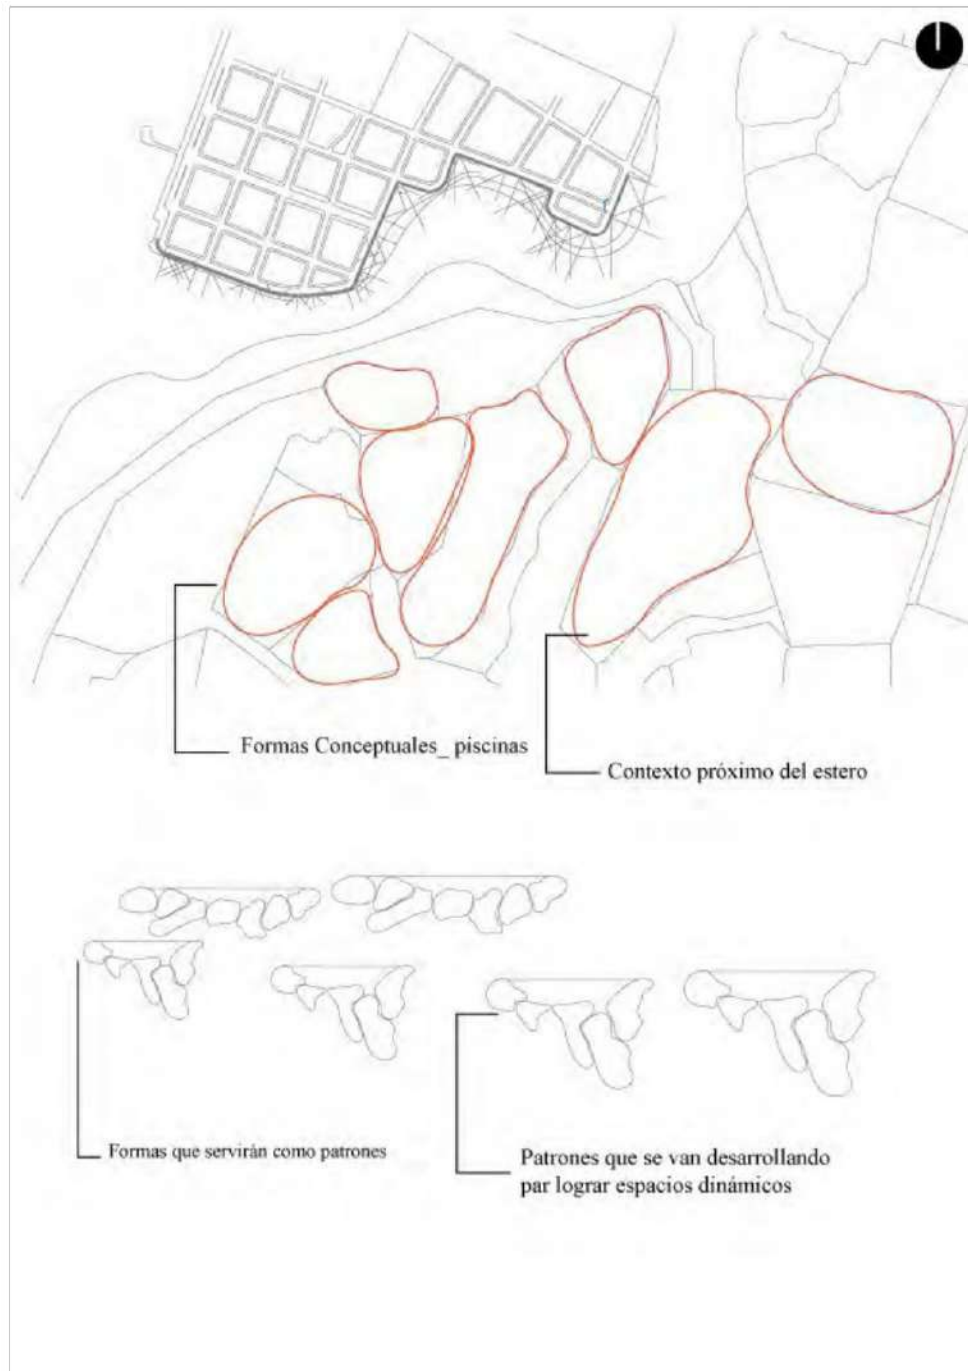 Formas Conceptuales_ piscinas
Contexto próximo del estero
Formas que servirán como patrones
Patrones que se van desarrollando
par lograr espacios dinámicos